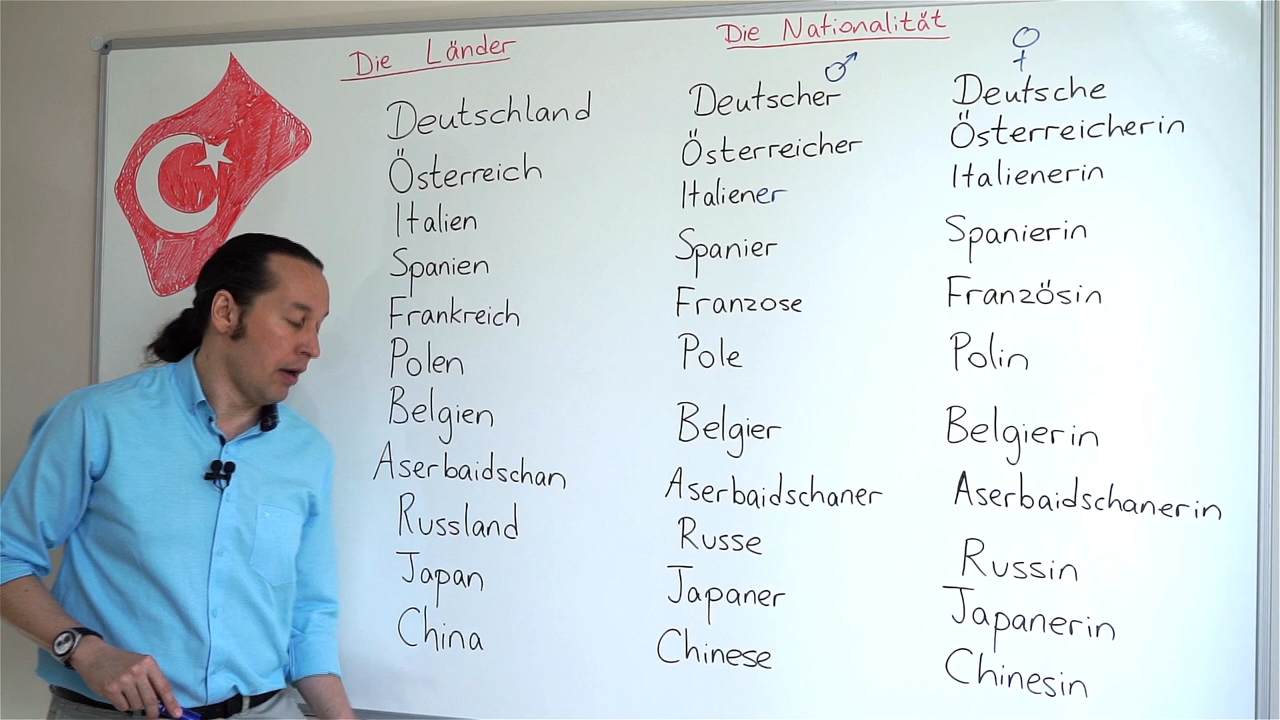 Die Länder Die Nationalität
♂ ♀
Deutschland Deutscher Deutsche
Österreich Österreicher Österreicherin
Italien Italiener Italienerin
Spanien Spanier Spanierin
Frankreich Franzose Französin
Polen Pole Polin
Belgien Belgier Belgierin
Aserbaidschan Aserbaidschaner Aserbaidschanerin
Russland Russe Russin
Japan Japaner Japanerin
China Chinese Chinesin